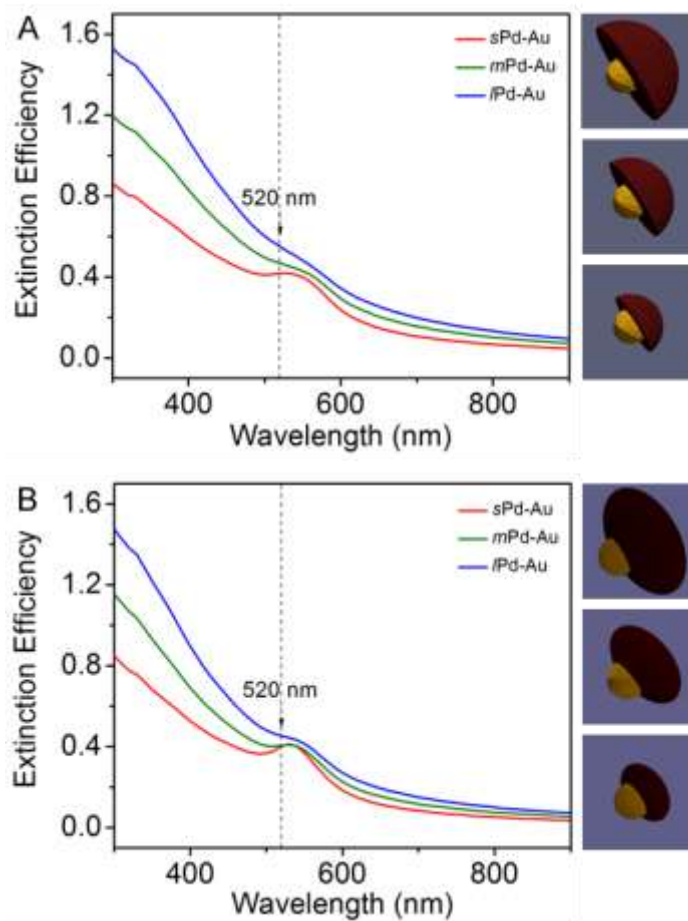 A
1.6
1.2
0.8
0.4
0.0
Extinction Efficiency
sPd-Au
mPd-Au
lPd-Au
520 nm
400
600
800
Wavelength (nm)
B
1.6
1.2
0.8
0.4
0.0
Extinction Efficiency
sPd-Au
mPd-Au
lPd-Au
520 nm
400
600
800
Wavelength (nm)